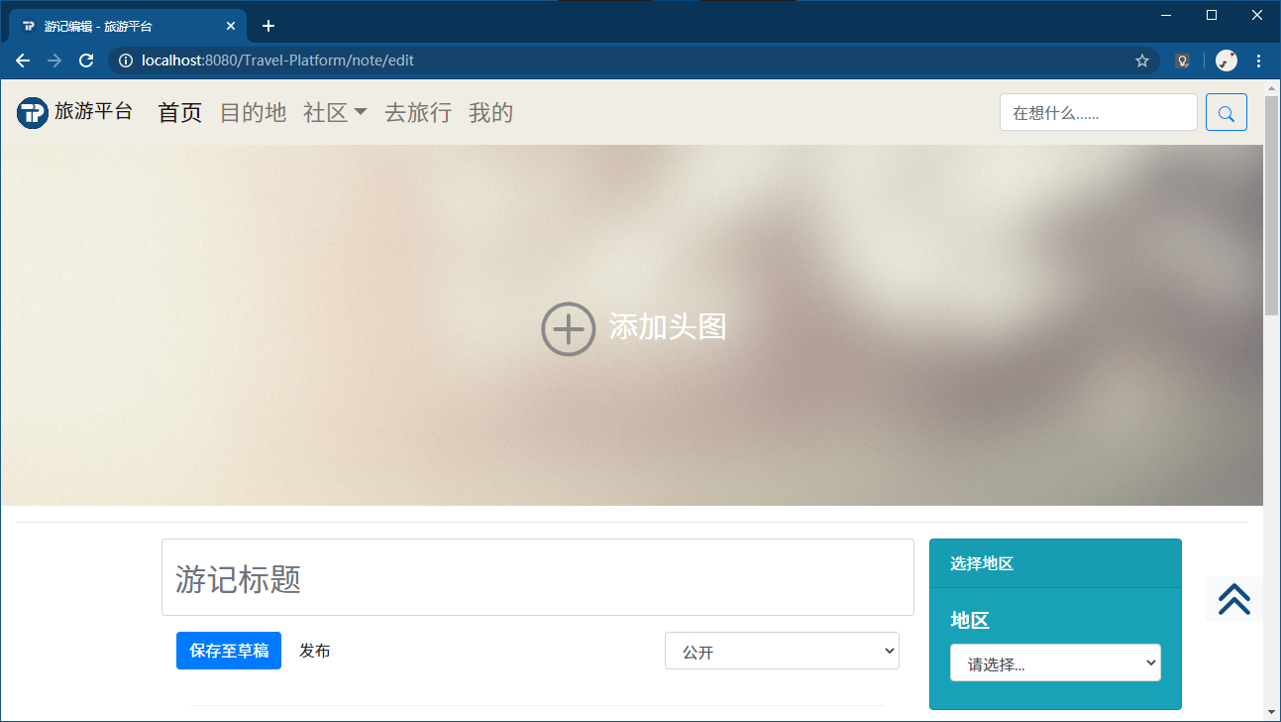 游记编辑 - 旅游平台
localhost:8080/Travel-Platform/note/edit
TP 旅游平台 首页 目的地 社区 去旅行 我的 在想什么......
添加头图
游记标题
选择地区
地区
保存至草稿 发布 公开
请选择...